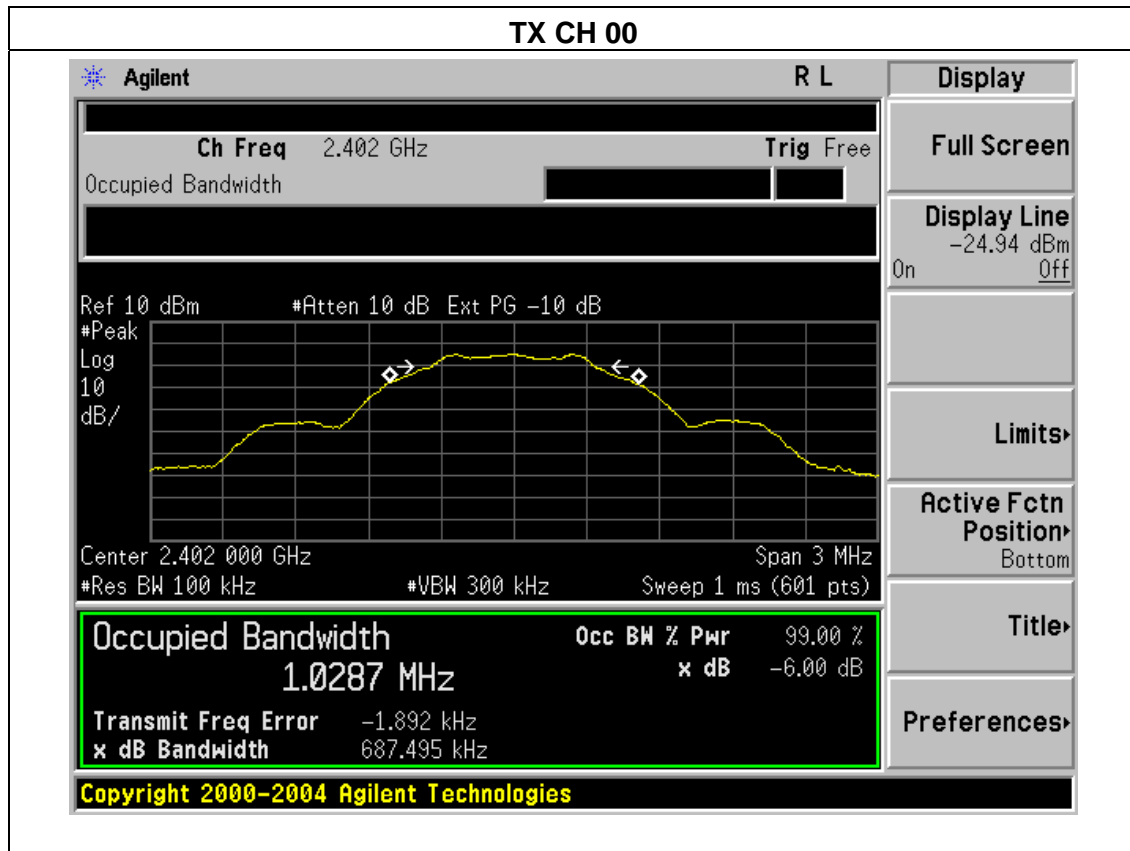 TX CH 00
Agilent R L
Ch Freq 2.402 GHz Trig Free
Occupied Bandwidth
Ref 10 dBm #Atten 10 dB Ext PG -10 dB
#Peak
Log
10
dB/
Center 2.402 000 GHz Span 3 MHz
#Res BW 100 kHz #VBW 300 kHz Sweep 1 ms (601 pts)
Occupied Bandwidth Occ BW % Pwr 99.00 %
1.0287 MHz x dB -6.00 dB
Transmit Freq Error -1.892 kHz
x dB Bandwidth 687.495 kHz
Copyright 2000-2004 Agilent Technologies
Display
Full Screen
Display Line
-24.94 dBm
On Off
Limits
Active Fctn
Position
Bottom
Title
Preferences